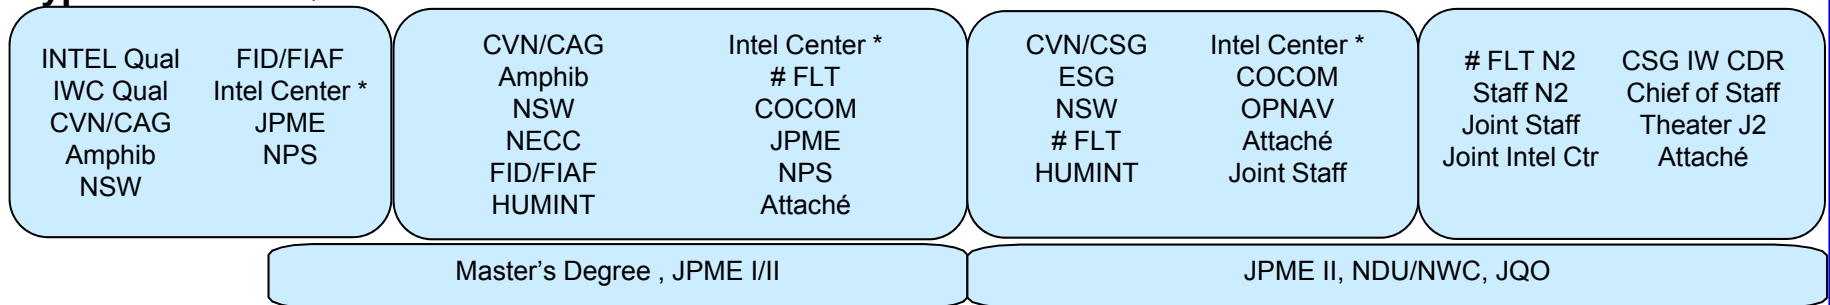 INTEL Qual
IWC Qual
CVN/CAG
Amphib
NSW
FID/FIAF
Intel Center *
JPME
NPS
CVN/CAG
Amphib
NSW
NECC
FID/FIAF
HUMINT
Intel Center *
# FLT
COCOM
JPME
NPS
Attaché
CVN/CSG
ESG
NSW
# FLT
HUMINT
Intel Center *
COCOM
OPNAV
Attaché
Joint Staff
# FLT N2
Staff N2
Joint Staff
Joint Intel Ctr
CSG IW CDR
Chief of Staff
Theater J2
Attaché
Master's Degree , JPME I/II
JPME II, NDU/NWC, JQO